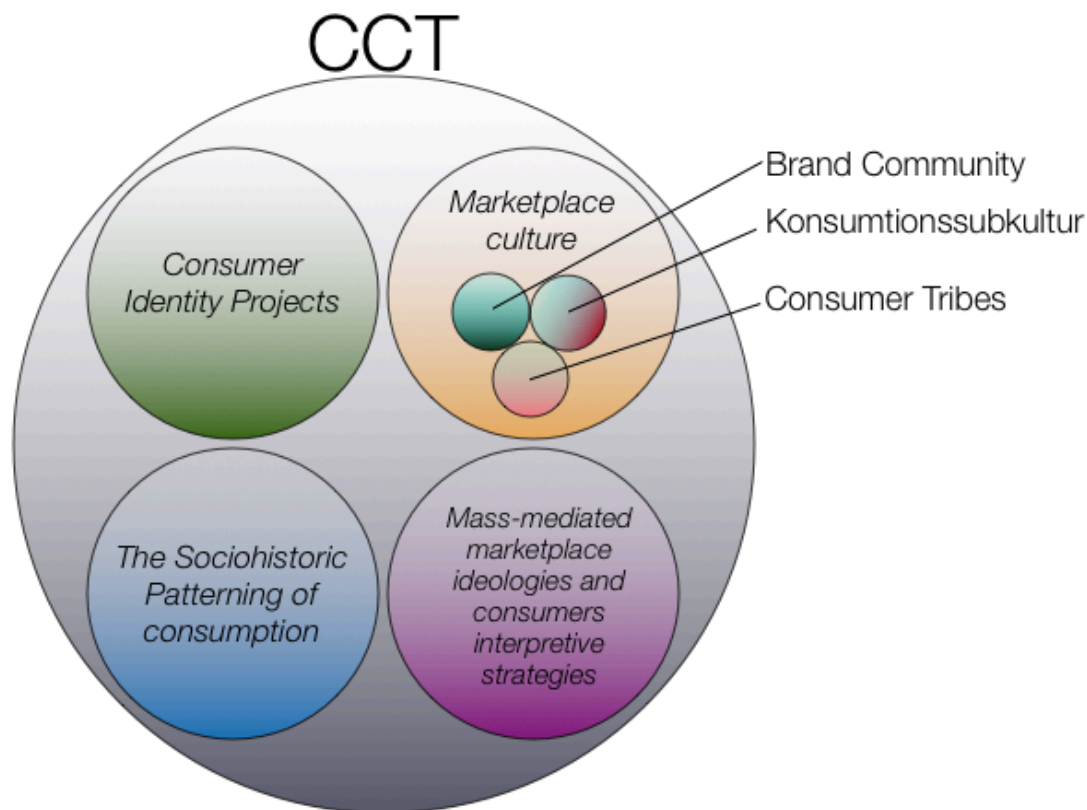 CCT
Consumer
Identity Projects
Marketplace
culture
Brand Community
Konsumtionssubkultur
Consumer Tribes
The Sociohistoric
Patterning of
consumption
Mass-mediated
marketplace
ideologies and
consumers
interpretive
strategies